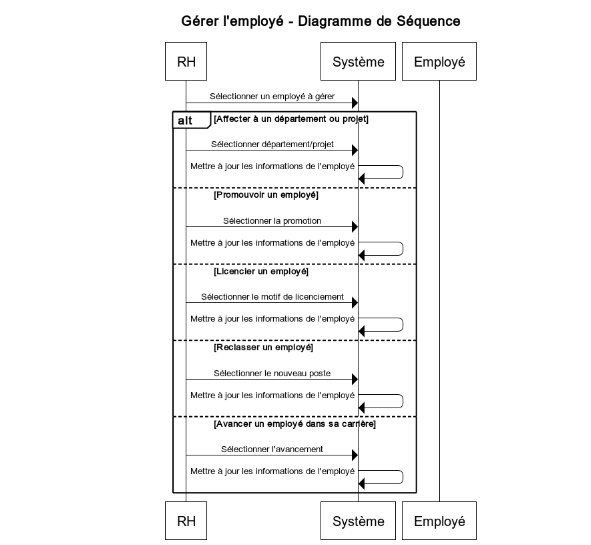 Gérer l'employé - Diagramme de Séquence
RH Système Employé
Sélectionner un employé à gérer
alt [Affecter à un département ou projet]
Sélectionner département/projet
Mettre à jour les informations de l'employé
[Promouvoir un employé]
Sélectionner la promotion
Mettre à jour les informations de l'employé
[Licencier un employé]
Sélectionner le motif de licenciement
Mettre à jour les informations de l'employé
[Reclasser un employé]
Sélectionner le nouveau poste
Mettre à jour les informations de l'employé
[Avancer un employé dans sa carrière]
Sélectionner l'avancement
Mettre à jour les informations de l'employé
RH Système Employé